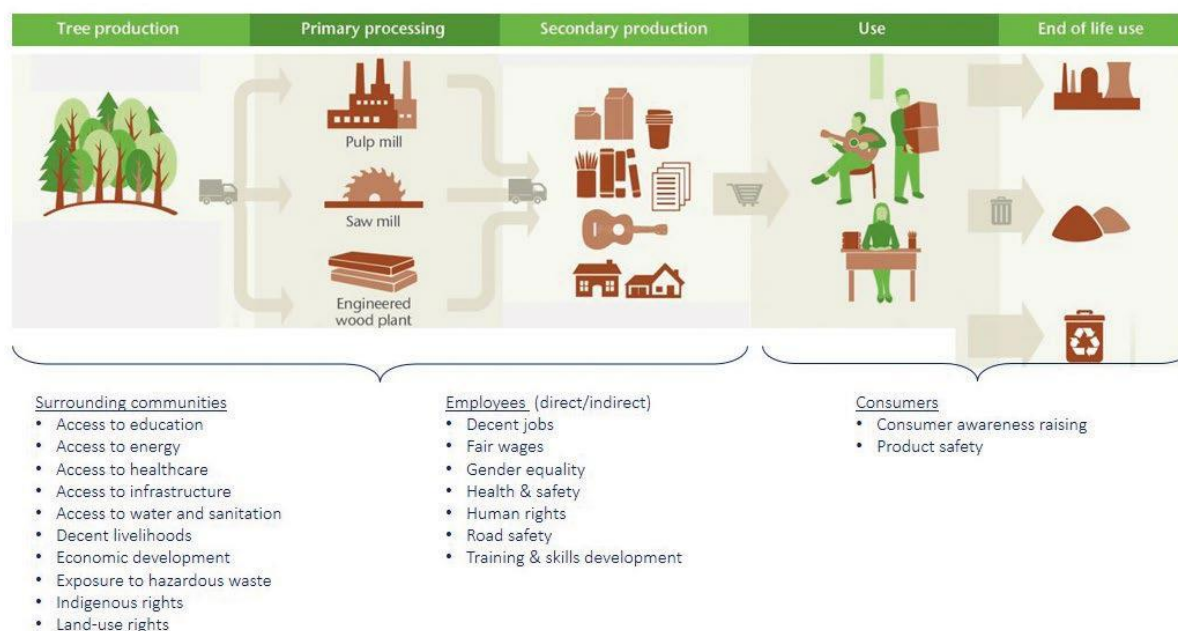 Tree production
Primary processing
Secondary production
Use
End of life use
Pulp mill
Saw mill
Engineered
wood plant
Surrounding communities
• Access to education
• Access to energy
• Access to healthcare
• Access to infrastructure
• Access to water and sanitation
• Decent livelihoods
• Economic development
• Exposure to hazardous waste
• Indigenous rights
• Land-use rights
Employees (direct/indirect)
• Decent jobs
• Fair wages
• Gender equality
• Health & safety
• Human rights
• Road safety
• Training & skills development
Consumers
• Consumer awareness raising
• Product safety